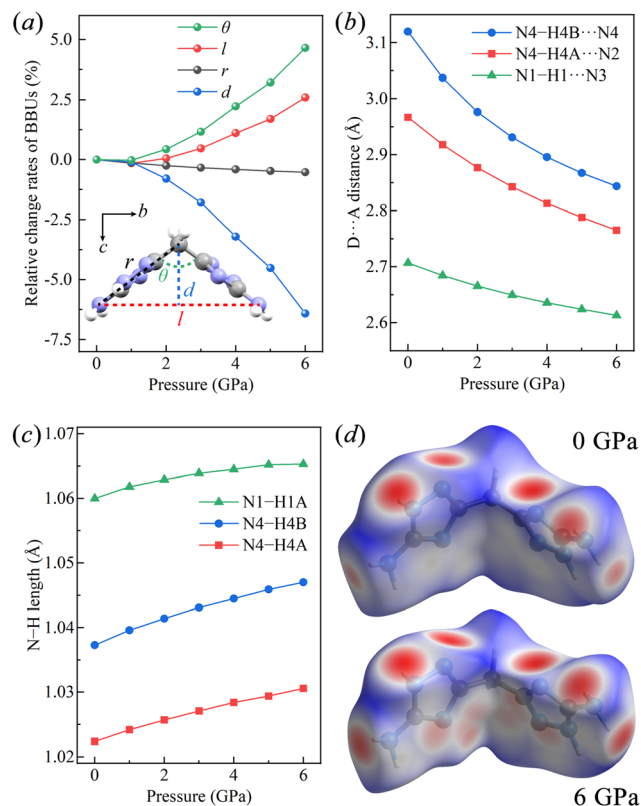 (a)
5.0
2.5
0.0
-2.5
-5.0
-7.5
Relative change rates of BBUs (%)
θ
l
r
d
b
c
r
θ
d
l
0 1 2 3 4 5 6
Pressure (GPa)
(b)
3.1
3.0
2.9
2.8
2.7
2.6
D···A distance (Å)
N4−H4B···N4
N4−H4A···N2
N1−H1···N3
0 2 4 6
Pressure (GPa)
(c)
1.07
1.06
1.05
1.04
1.03
1.02
N−H length (Å)
N1−H1A
N4−H4B
N4−H4A
0 2 4 6
Pressure (GPa)
(d)
0 GPa
6 GPa